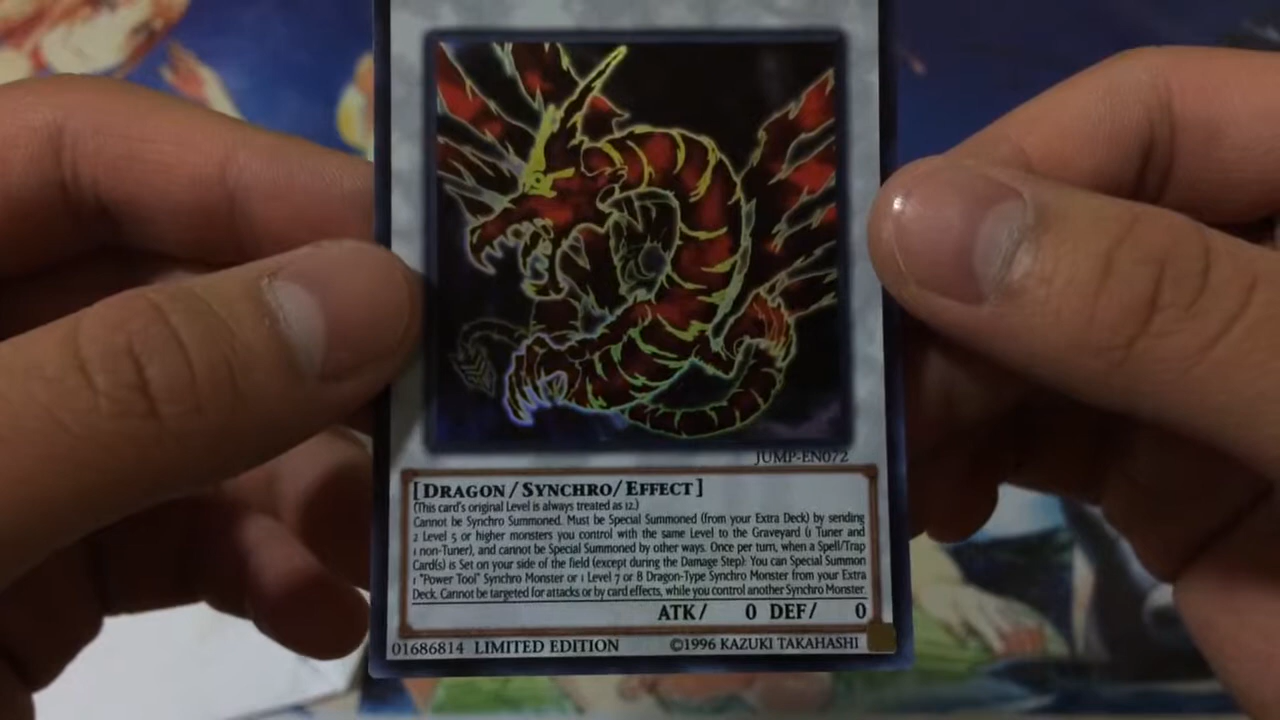 JUMP-EN072
[DRAGON/SYNCHRO/EFFECT]
(This card's original Level is always treated as 12.)
Cannot be Synchro Summoned. Must be Special Summoned (from your Extra Deck) by sending
2 Level 5 or higher monsters you control with the same Level to the Graveyard (1 Tuner and
1 non-Tuner), and cannot be Special Summoned by other ways. Once per turn, when a Spell/Trap
Card(s) is Set on your side of the field (except during the Damage Step): You can Special Summon
1 "Power Tool" Synchro Monster or 1 Level 7 or 8 Dragon-Type Synchro Monster from your Extra
Deck. Cannot be targeted for attacks or by card effects, while you control another Synchro Monster.
ATK/ 0 DEF/ 0
01686814 LIMITED EDITION ©1996 KAZUKI TAKAHASHI